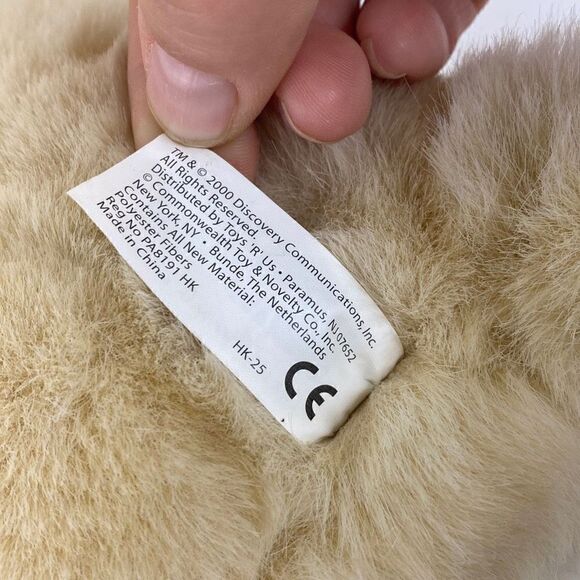 TM & © 2000 Discovery Communications, Inc.
All Rights Reserved.
Distributed by Toys 'R' Us • Paramus, NJ 07652
© Commonwealth Toy & Novelty Co., Inc.
New York, NY • Bunde, The Netherlands
Contains All New Material:
Polyester Fibers
Reg No PA8191 HK
Made In China
HK-25
CE